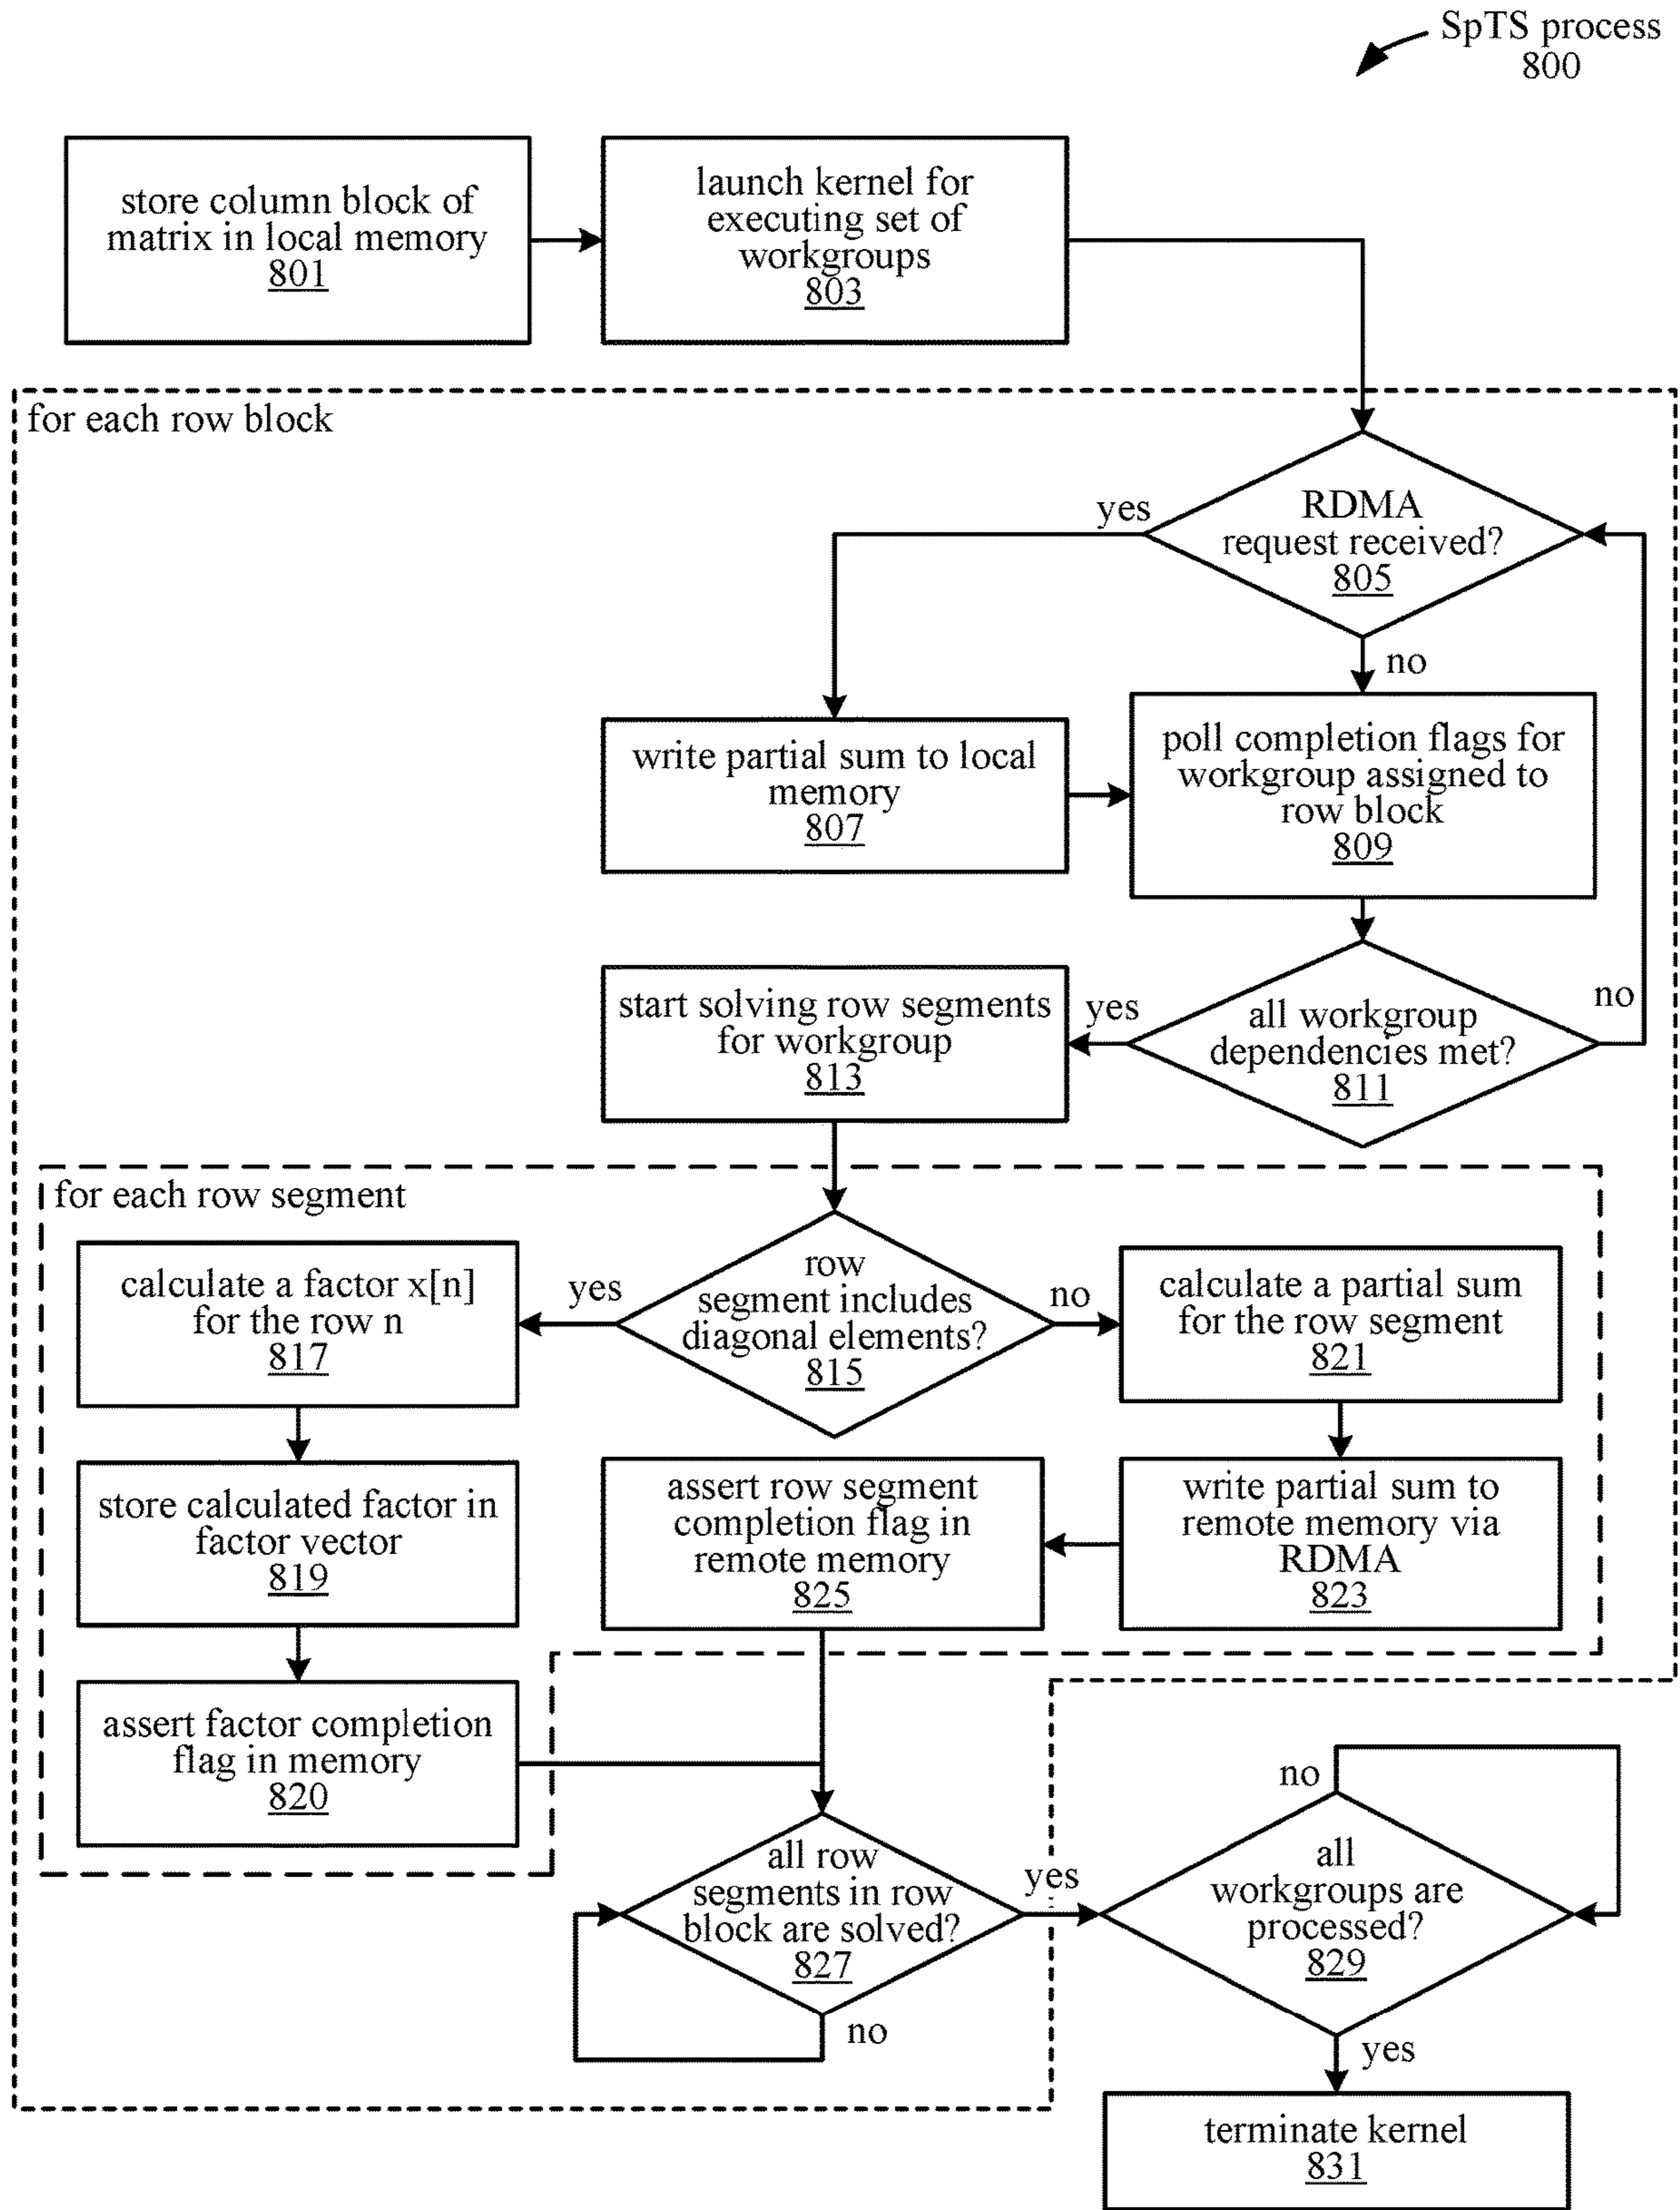 SpTS process
800
store column block of
matrix in local memory
801
launch kernel for
executing set of
workgroups
803
for each row block
RDMA
request received?
805
yes
no
write partial sum to local
memory
807
poll completion flags for
workgroup assigned to
row block
809
start solving row segments
for workgroup
813
yes
all workgroup
dependencies met?
811
no
for each row segment
calculate a factor x[n]
for the row n
817
yes
row
segment includes
diagonal elements?
815
no
calculate a partial sum
for the row segment
821
store calculated factor in
factor vector
819
assert row segment
completion flag in
remote memory
825
write partial sum to
remote memory via
RDMA
823
assert factor completion
flag in memory
820
all row
segments in row
block are solved?
827
yes
no
no
all
workgroups are
processed?
829
yes
terminate kernel
831